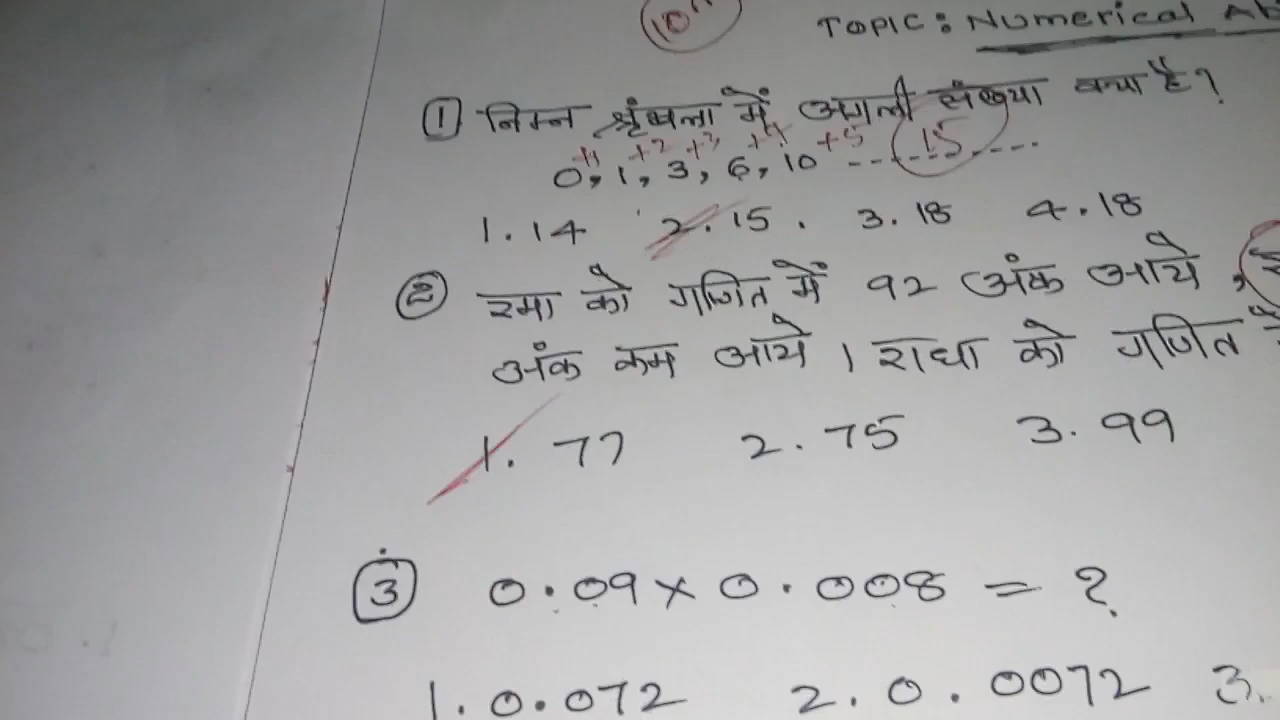 TOPIC: Numerical Ab
① निम्न श्रृंखला में अगली संख्या क्या है?
+1 +2 +3 +4 +5
0, 1, 3, 6, 10 ---------- 15
1. 14 2. 15. 3. 18 4. 18
② रमा को गणित में 92 अंक आये,
अंक कम आये। राधा को गणित
1. 77 2. 75 3. 99
3 0.09 × 0.008 = ?
1. 0.072 2. 0.0072 3.